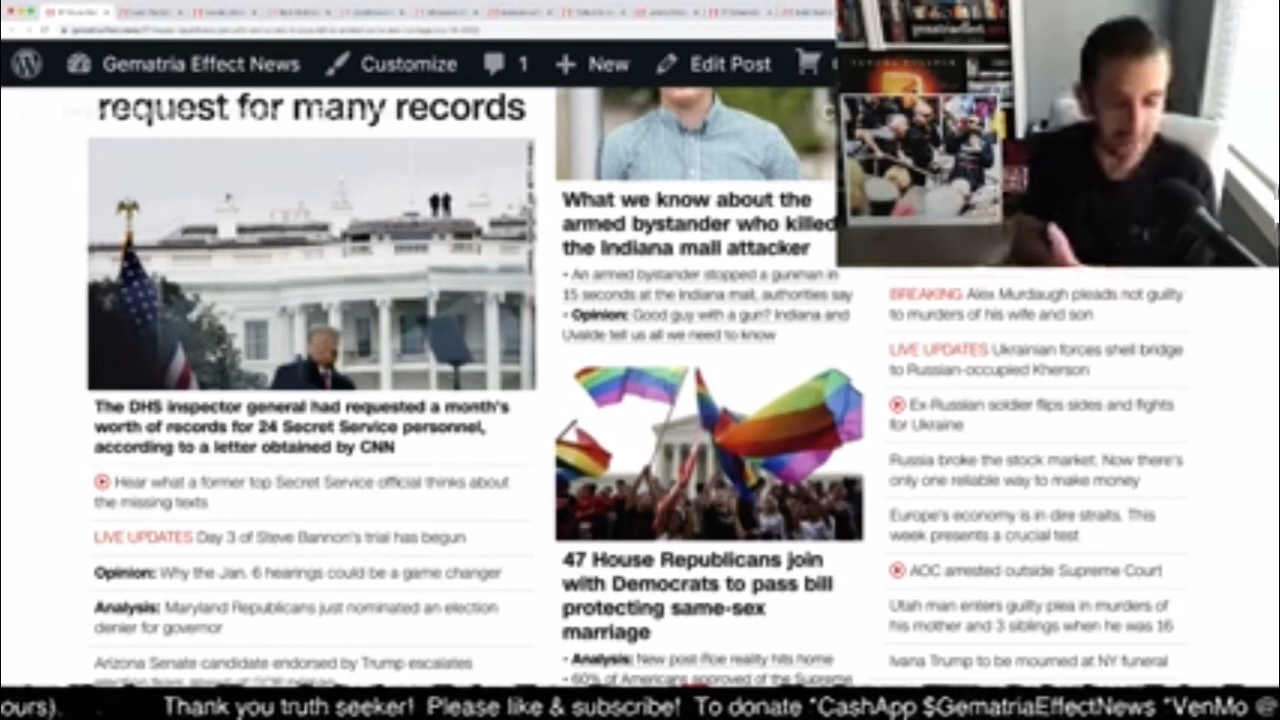 Gematria Effect News Customize 1 New Edit Post
request for many records
The DHS inspector general had requested a month's
worth of records for 24 Secret Service personnel,
according to a letter obtained by CNN
Hear what a former top Secret Service official thinks about
the missing texts
LIVE UPDATES Day 3 of Steve Bannon's trial has begun
Opinion: Why the Jan. 6 hearings could be a game changer
Analysis: Maryland Republicans just nominated an election
denier for governor
Arizona Senate candidate endorsed by Trump escalates
What we know about the
armed bystander who killed
the Indiana mall attacker
• An armed bystander stopped a gunman in
15 seconds at the Indiana mall, authorities say
• Opinion: Good guy with a gun? Indiana and
Uvalde tell us all we need to know
47 House Republicans join
with Democrats to pass bill
protecting same-sex
marriage
• Analysis: New post-Roe reality hits home
• 60% of Americans approved of the Supreme
BREAKING Alex Murdaugh pleads not guilty
to murders of his wife and son
LIVE UPDATES Ukrainian forces shell bridge
to Russian-occupied Kherson
Ex-Russian soldier flips sides and fights
for Ukraine
Russia broke the stock market. Now there's
only one reliable way to make money
Europe's economy is in dire straits. This
week presents a crucial test
AOC arrested outside Supreme Court
Utah man enters guilty plea in murders of
his mother and 3 siblings when he was 16
Ivana Trump to be mourned at NY funeral
ours). Thank you truth seeker! Please like & subscribe! To donate *CashApp $GematriaEffectNews *VenMo @